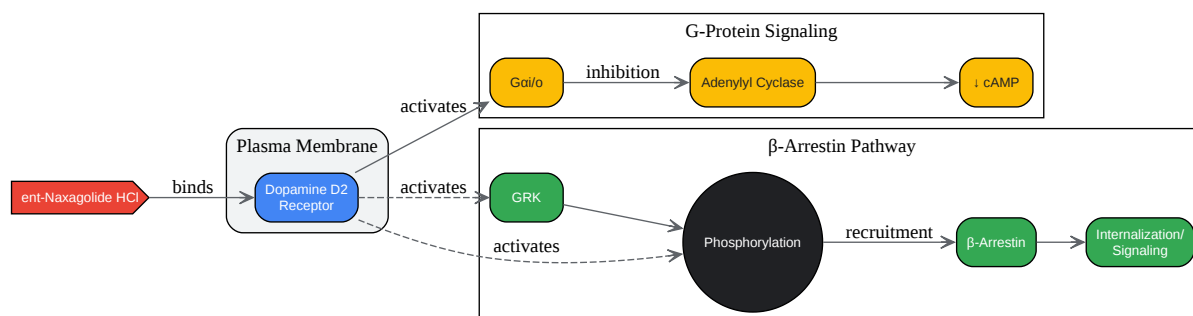 G-Protein Signaling
Gαi/o
inhibition
Adenylyl Cyclase
↓ cAMP
activates
Plasma Membrane
β-Arrestin Pathway
ent-Naxagolide HCl
binds
Dopamine D2
Receptor
activates
GRK
activates
Phosphorylation
recruitment
β-Arrestin
Internalization/
Signaling